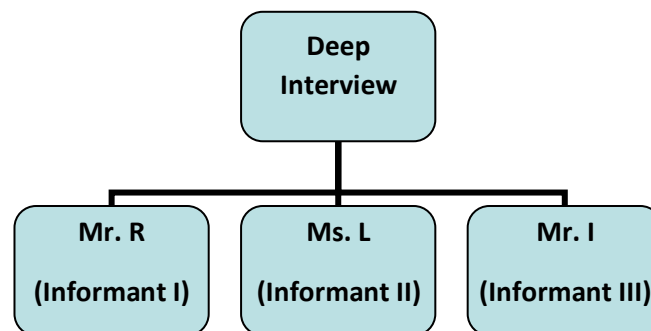 Deep
Interview
Mr. R
(Informant I)
Ms. L
(Informant II)
Mr. I
(Informant III)